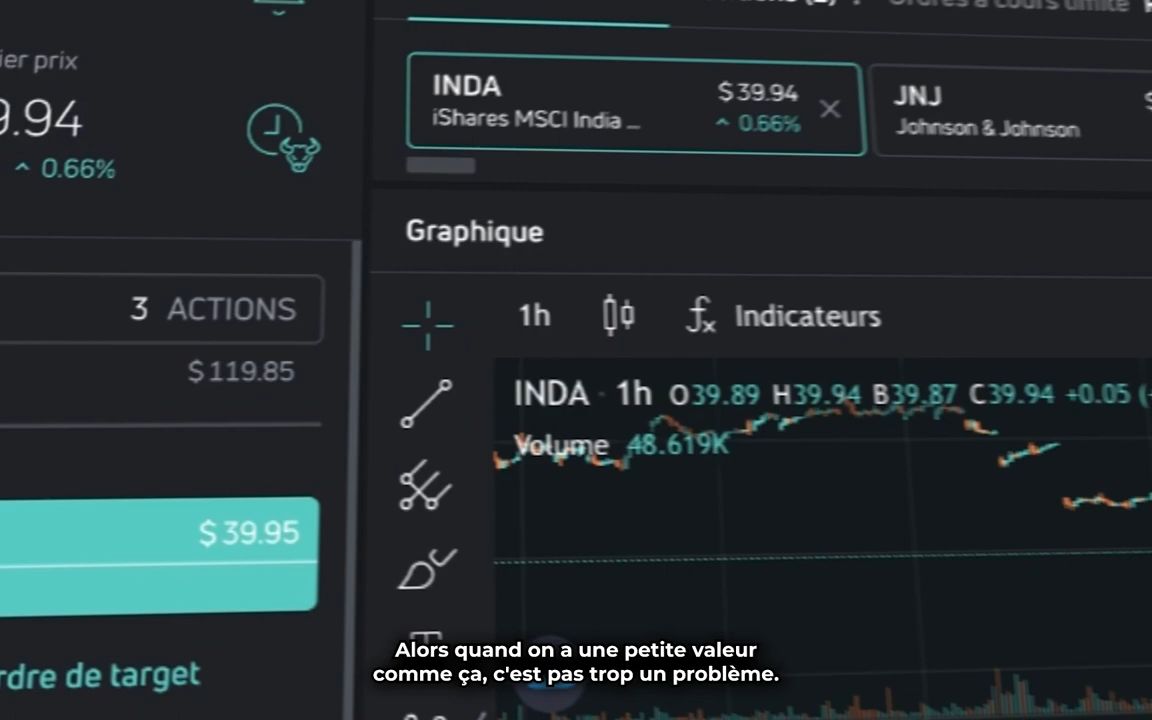 ier prix
9.94
0.66%
INDA
$39.94
iShares MSCI India ...
0.66%
JNJ
Johnson & Johnson
Graphique
3 ACTIONS
$119.85
1h
Indicateurs
INDA · 1h O39.89 H39.94 B39.87 C39.94 +0.05 (
Volume 48.619K
$39.95
rdre de target
Alors quand on a une petite valeur
comme ça, c'est pas trop un problème.